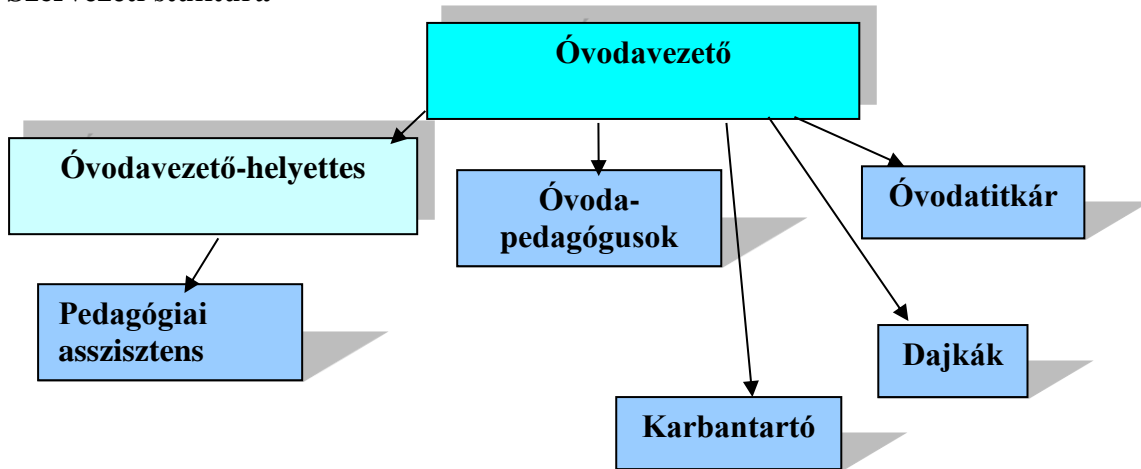 Óvodavezető
Óvodavezető-helyettes
Óvoda-
pedagógusok
Óvodatitkár
Pedagógiai
asszisztens
Dajkák
Karbantartó